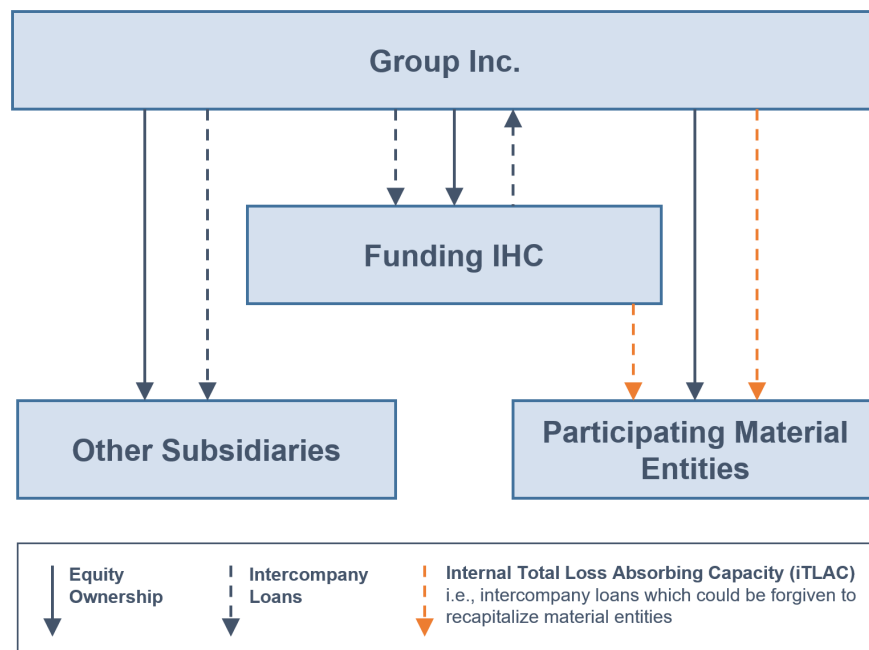 Group Inc.
Funding IHC
Other Subsidiaries
Participating Material
Entities
Equity
Ownership
Intercompany
Loans
Internal Total Loss Absorbing Capacity (iTLAC)
i.e., intercompany loans which could be forgiven to
recapitalize material entities